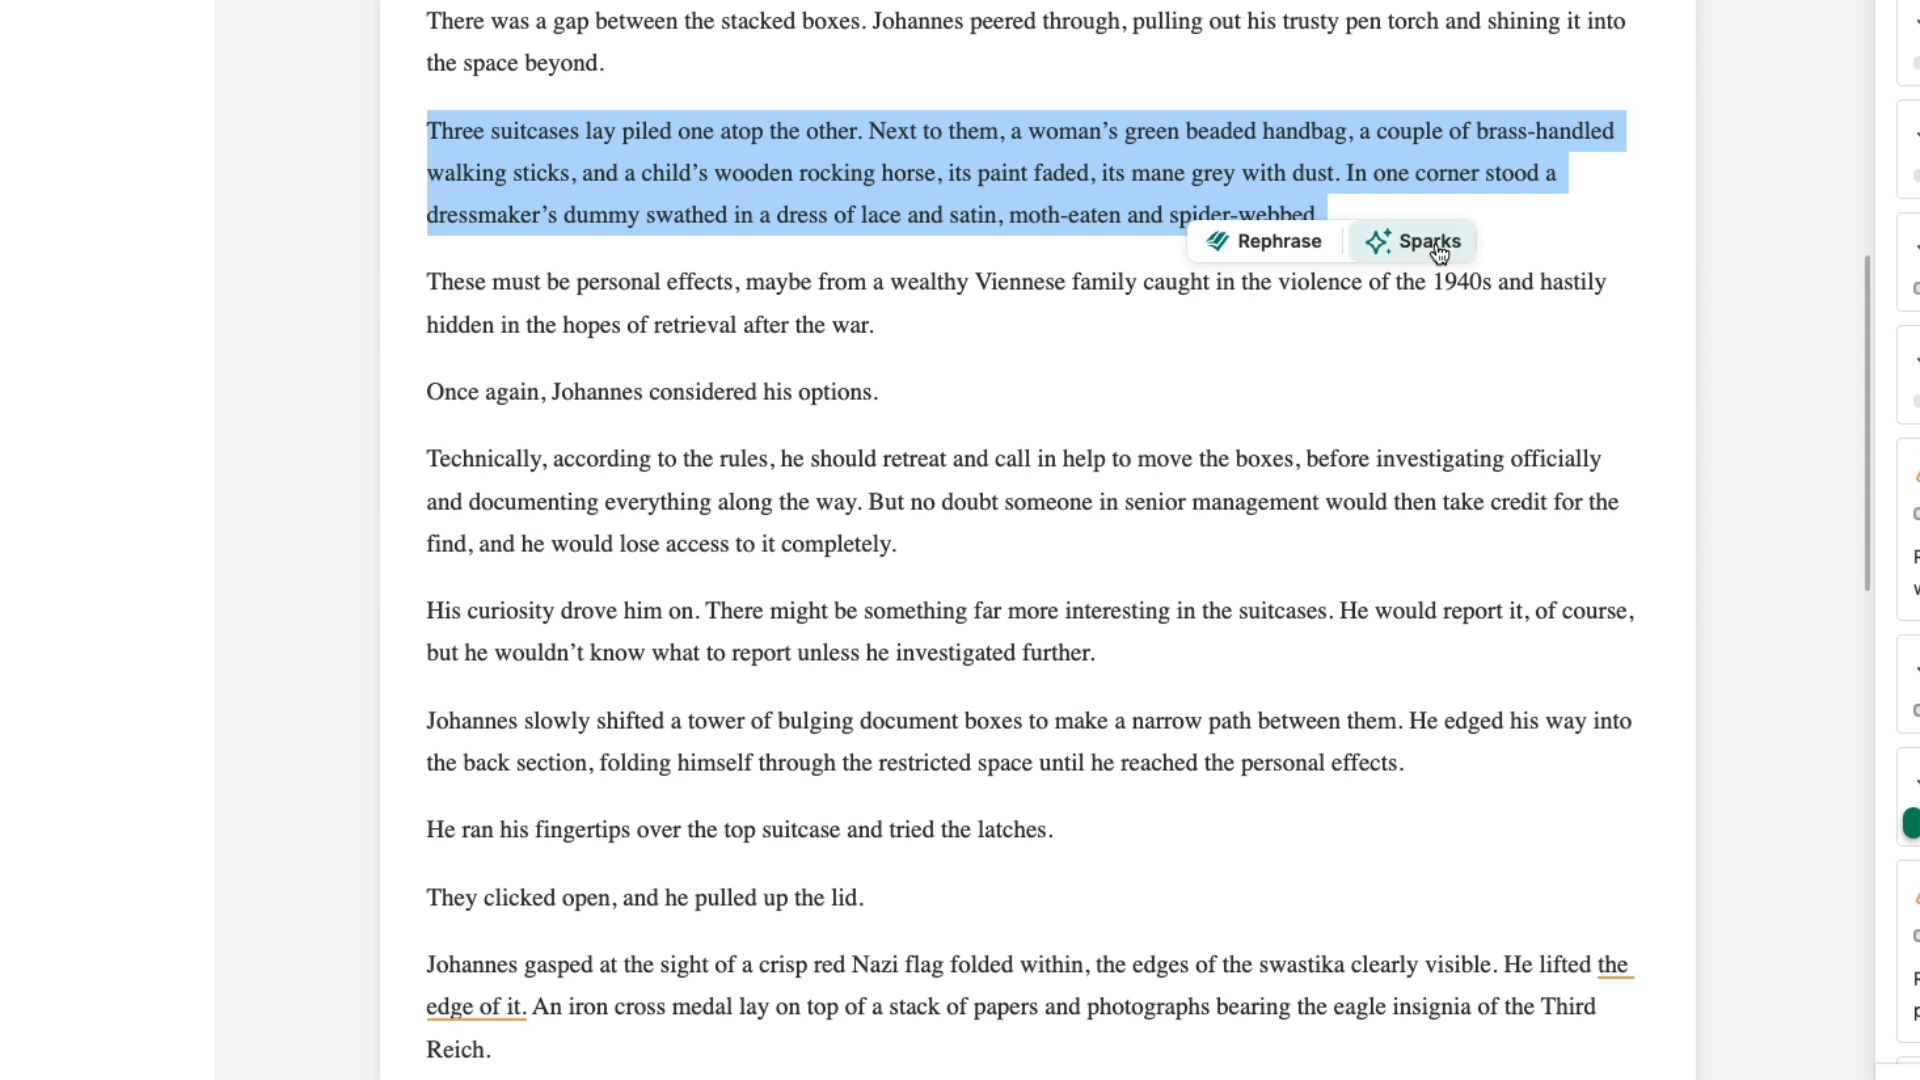 There was a gap between the stacked boxes. Johannes peered through, pulling out his trusty pen torch and shining it into
the space beyond.
Three suitcases lay piled one atop the other. Next to them, a woman’s green beaded handbag, a couple of brass-handled
walking sticks, and a child’s wooden rocking horse, its paint faded, its mane grey with dust. In one corner stood a
dressmaker’s dummy swathed in a dress of lace and satin, moth-eaten and spider-webbed.
Rephrase Sparks
These must be personal effects, maybe from a wealthy Viennese family caught in the violence of the 1940s and hastily
hidden in the hopes of retrieval after the war.
Once again, Johannes considered his options.
Technically, according to the rules, he should retreat and call in help to move the boxes, before investigating officially
and documenting everything along the way. But no doubt someone in senior management would then take credit for the
find, and he would lose access to it completely.
His curiosity drove him on. There might be something far more interesting in the suitcases. He would report it, of course,
but he wouldn’t know what to report unless he investigated further.
Johannes slowly shifted a tower of bulging document boxes to make a narrow path between them. He edged his way into
the back section, folding himself through the restricted space until he reached the personal effects.
He ran his fingertips over the top suitcase and tried the latches.
They clicked open, and he pulled up the lid.
Johannes gasped at the sight of a crisp red Nazi flag folded within, the edges of the swastika clearly visible. He lifted the
edge of it. An iron cross medal lay on top of a stack of papers and photographs bearing the eagle insignia of the Third
Reich.